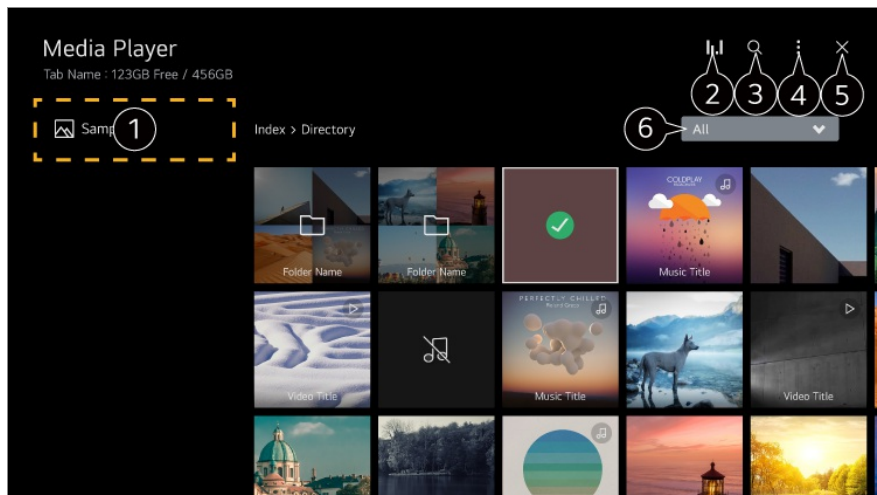 Media Player
Tab Name : 123GB Free / 456GB
2
3
4
5
1
Index > Directory
6
All
COLDPLAY
Folder Name
Folder Name
Music Title
PERFECTLY CHILLED
Video Title
Music Title
Video Title